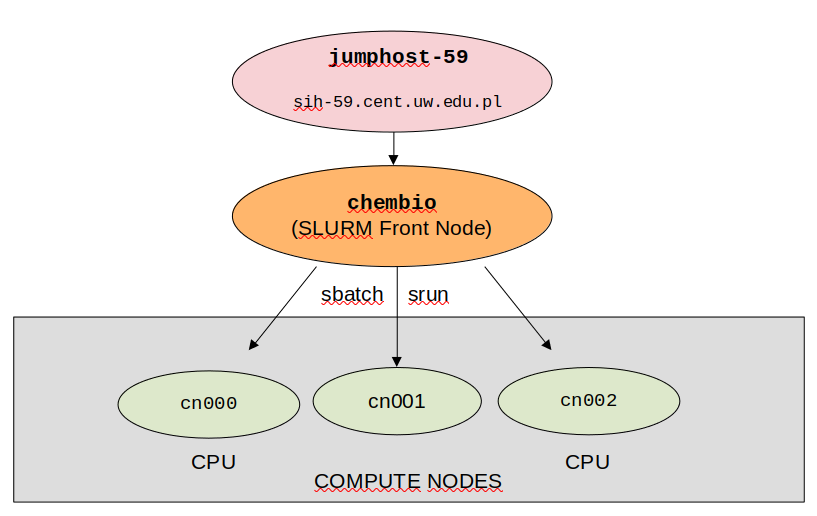 jumphost-59
sih-59.cent.uw.edu.pl
chembio
(SLURM Front Node)
sbatch srun
cn000 cn001 cn002
CPU CPU
COMPUTE NODES